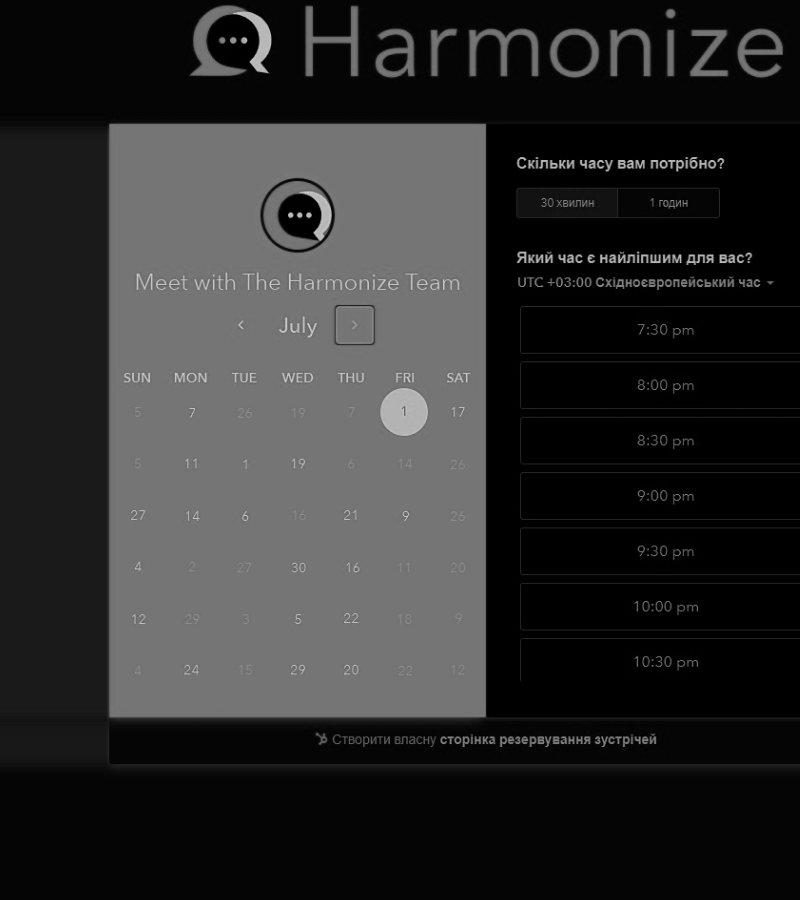 Harmonize
Meet with The Harmonize Team
July
SUN MON TUE WED THU FRI SAT
5 7 26 19 7 1 17
5 11 1 19 6 14 26
27 14 6 16 21 9 26
4 2 27 30 16 11 20
12 29 3 5 22 18 9
4 24 15 29 20 22 12
Скільки часу вам потрібно?
30 хвилин 1 годин
Який час є найліпшим для вас?
UTC +03:00 Східноєвропейський час
7:30 pm
8:00 pm
8:30 pm
9:00 pm
9:30 pm
10:00 pm
10:30 pm
Створити власну сторінка резервування зустрічей